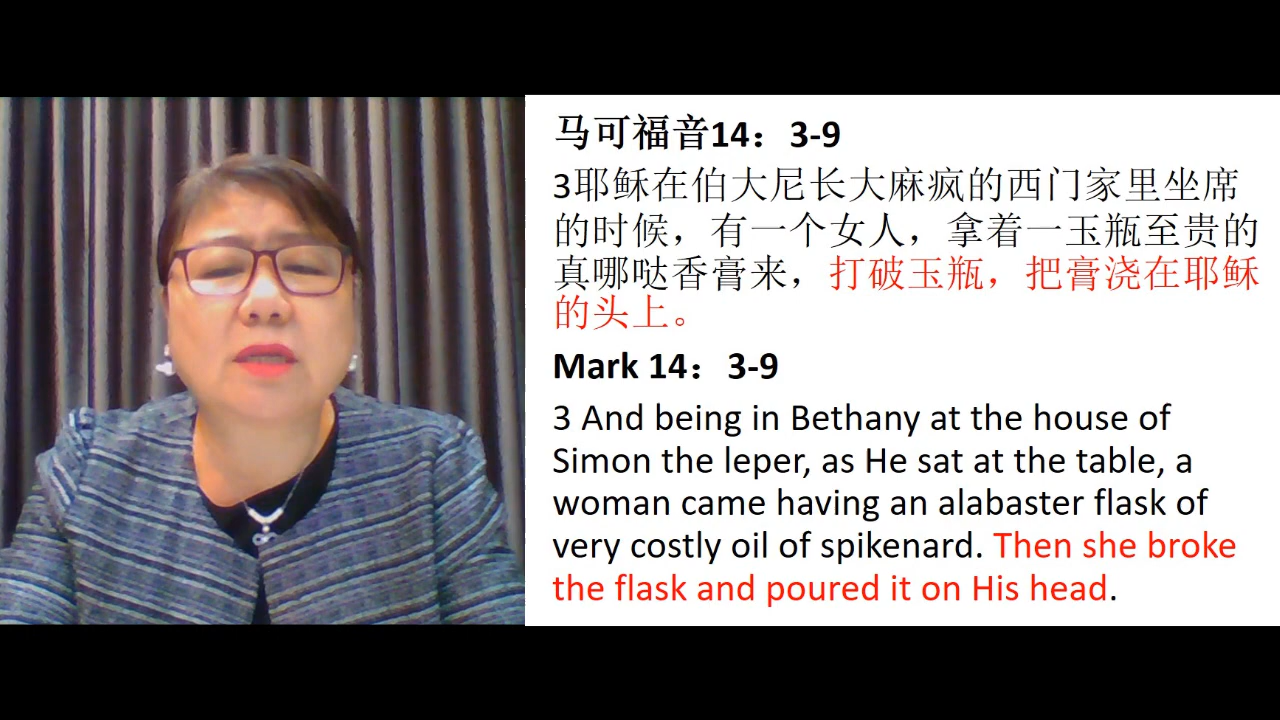 马可福音14：3-9
3耶稣在伯大尼长大麻疯的西门家里坐席
的时候，有一个女人，拿着一玉瓶至贵的
真哪哒香膏来，打破玉瓶，把膏浇在耶稣
的头上。
Mark 14：3-9
3 And being in Bethany at the house of
Simon the leper, as He sat at the table, a
woman came having an alabaster flask of
very costly oil of spikenard. Then she broke
the flask and poured it on His head.